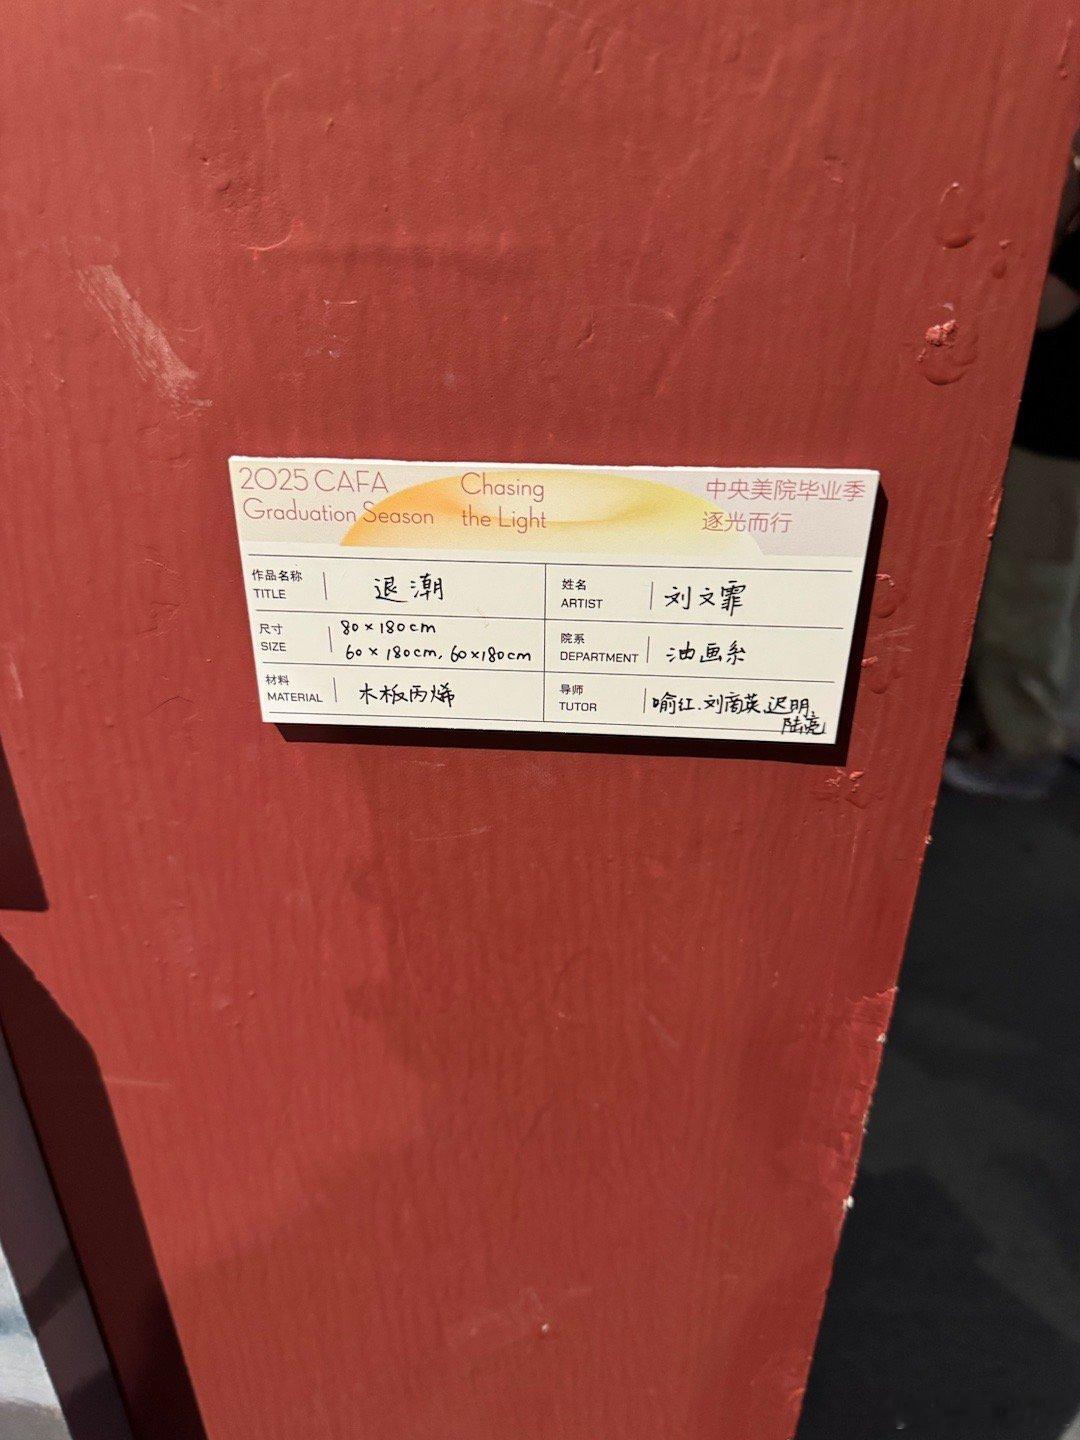 2025 CAFA
Graduation Season
Chasing
the Light
中央美院毕业季
逐光而行
作品名称
TITLE
退潮
姓名
ARTIST
刘文霏
尺寸
SIZE
80×180cm
60×180cm, 60×180cm
院系
DEPARTMENT
油画系
材料
MATERIAL
木板丙烯
导师
TUTOR
喻红、刘商英、迟明、
陆亮